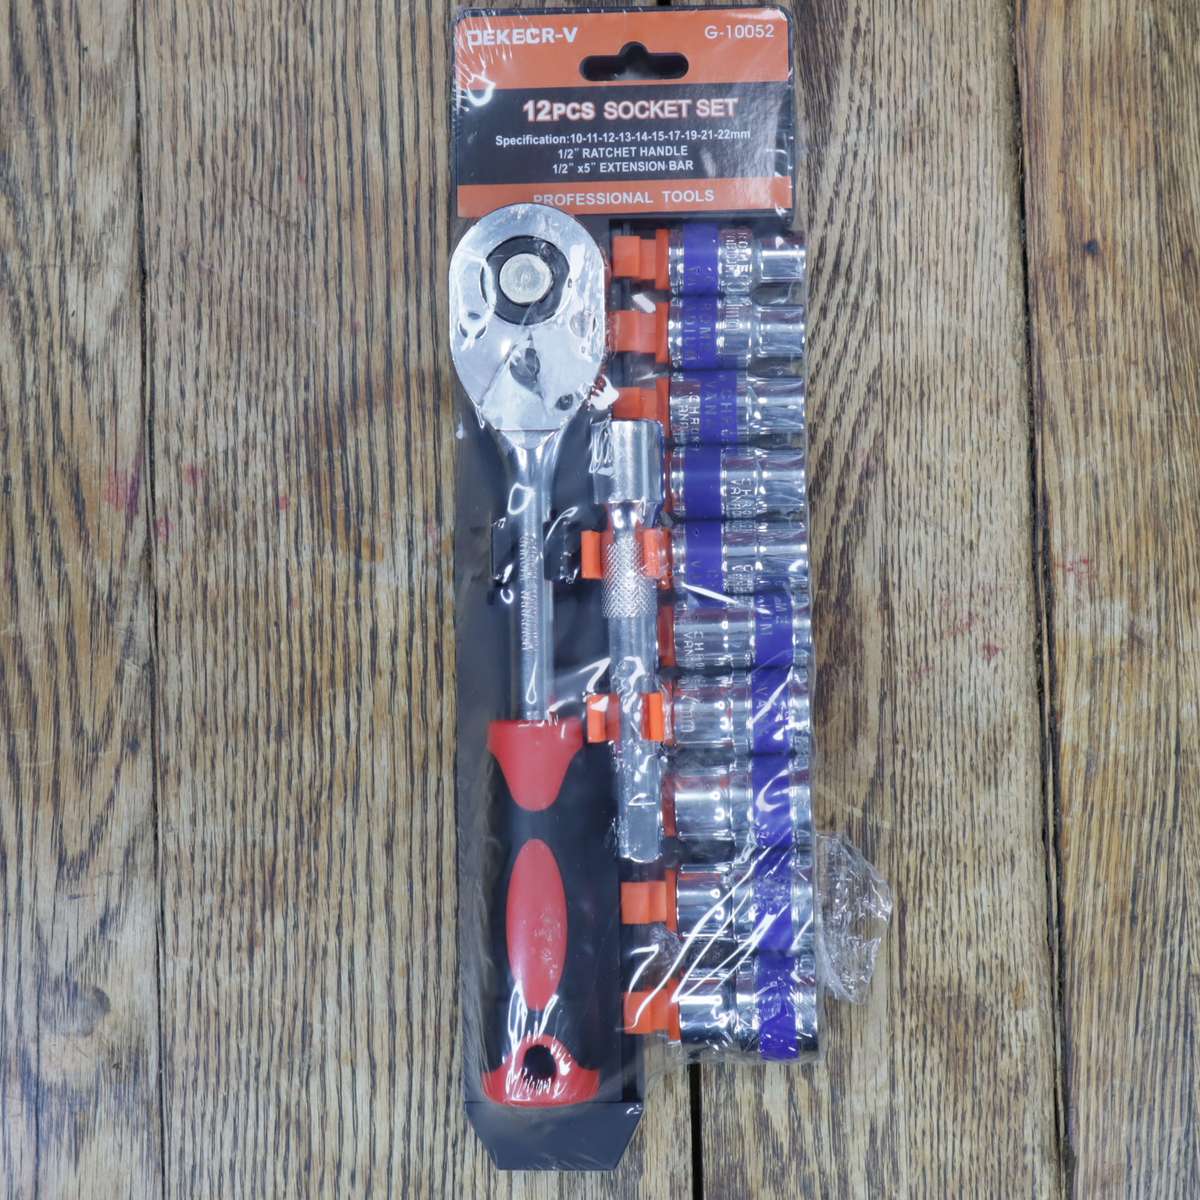 DEKECR-V
G-10052
12PCS SOCKET SET
Specification:10-11-12-13-14-15-17-19-21-22mm
1/2" RATCHET HANDLE
1/2" x5" EXTENSION BAR
PROFESSIONAL TOOLS